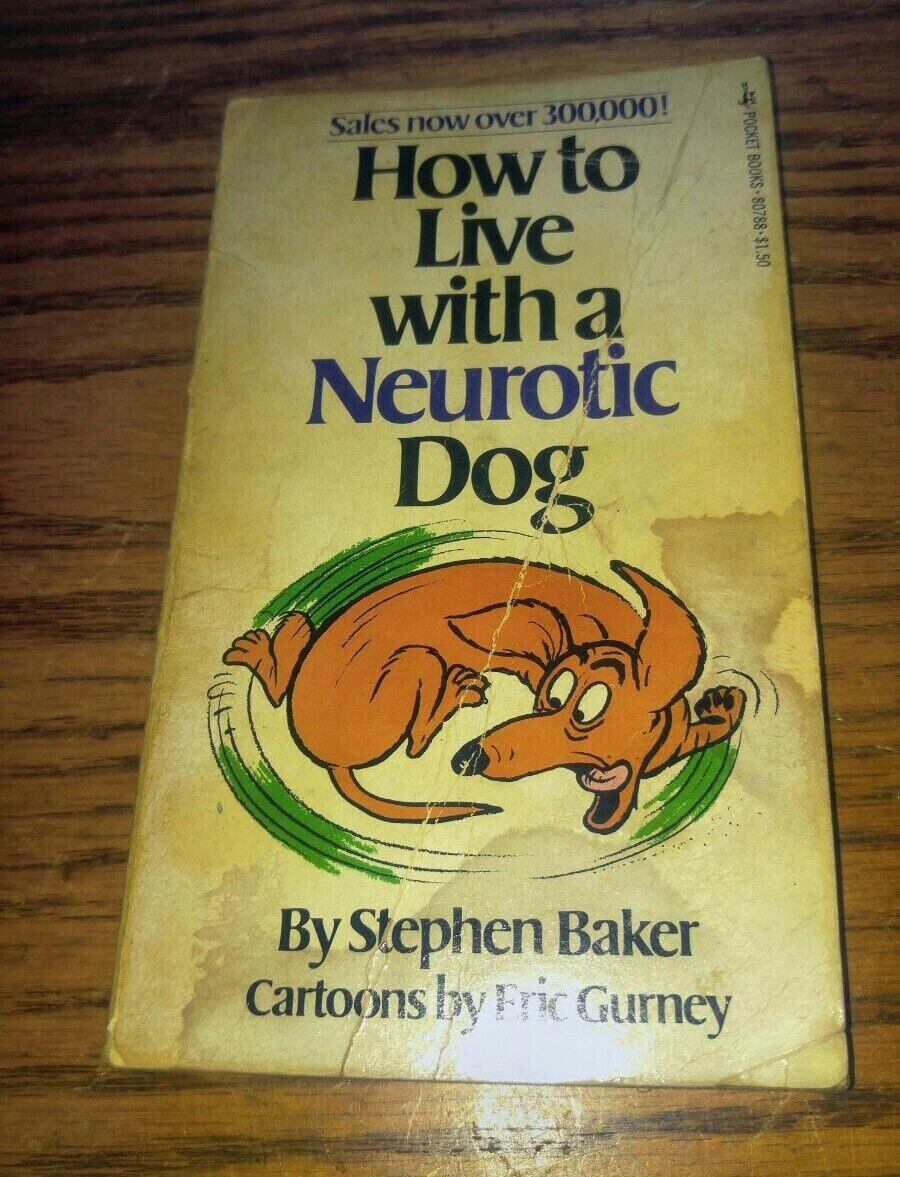 Sales now over 300,000!
How to
Live
with a
Neurotic
Dog
By Stephen Baker
Cartoons by Eric Gurney
POCKET BOOKS • 80788 • $1.50